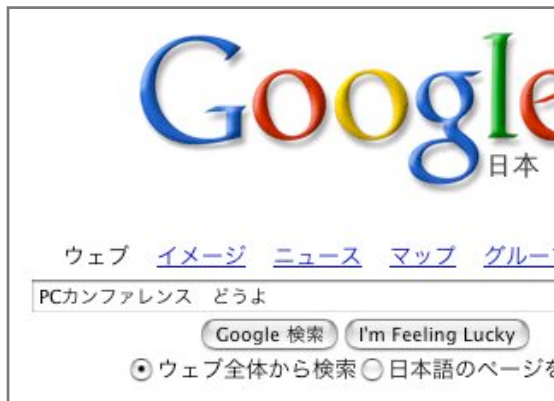 Google
日本
ウェブ イメージ ニュース マップ グルー
PCカンファレンス どうよ
Google 検索 I'm Feeling Lucky
ウェブ全体から検索 日本語のページを